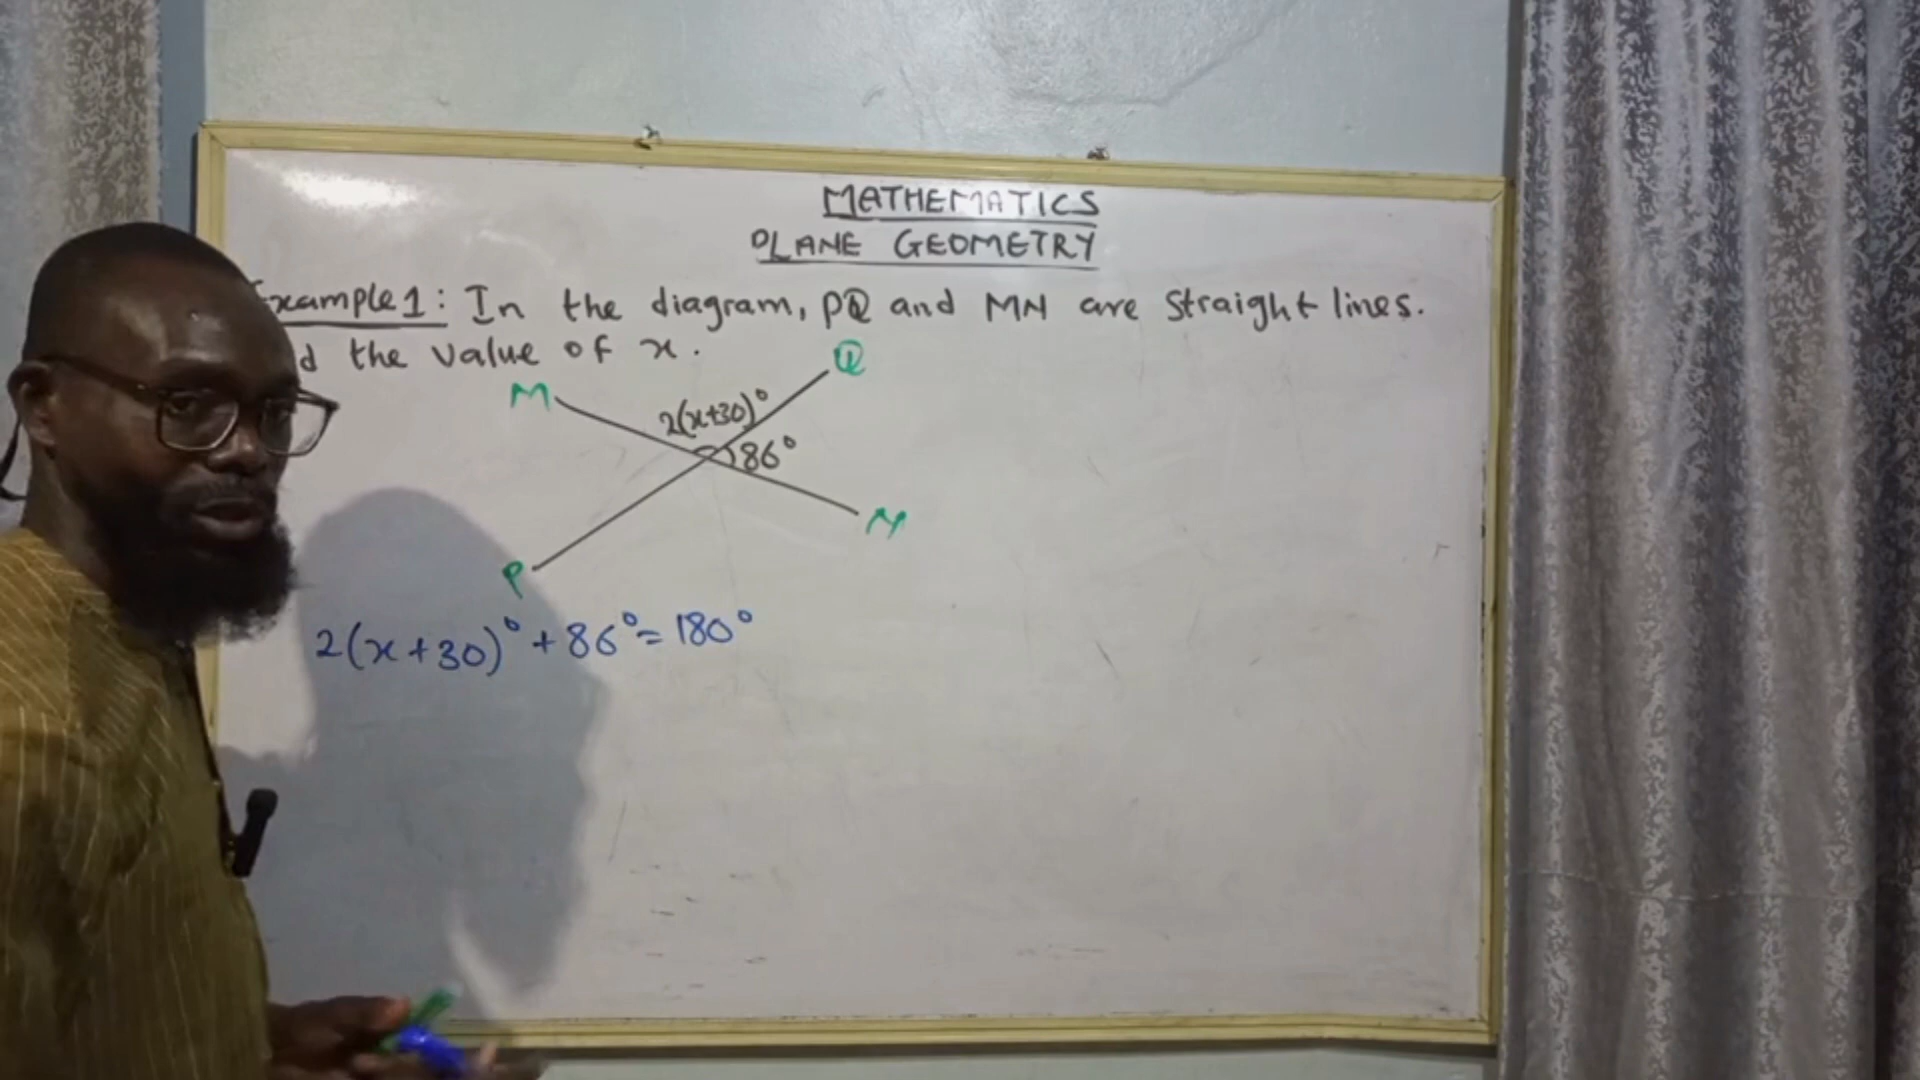 MATHEMATICS
PLANE GEOMETRY
Example 1: In the diagram, PQ and MN are straight lines.
the value of x.
M
Q
2(x+30)°
86°
N
P
2(x+30)° + 86° = 180°